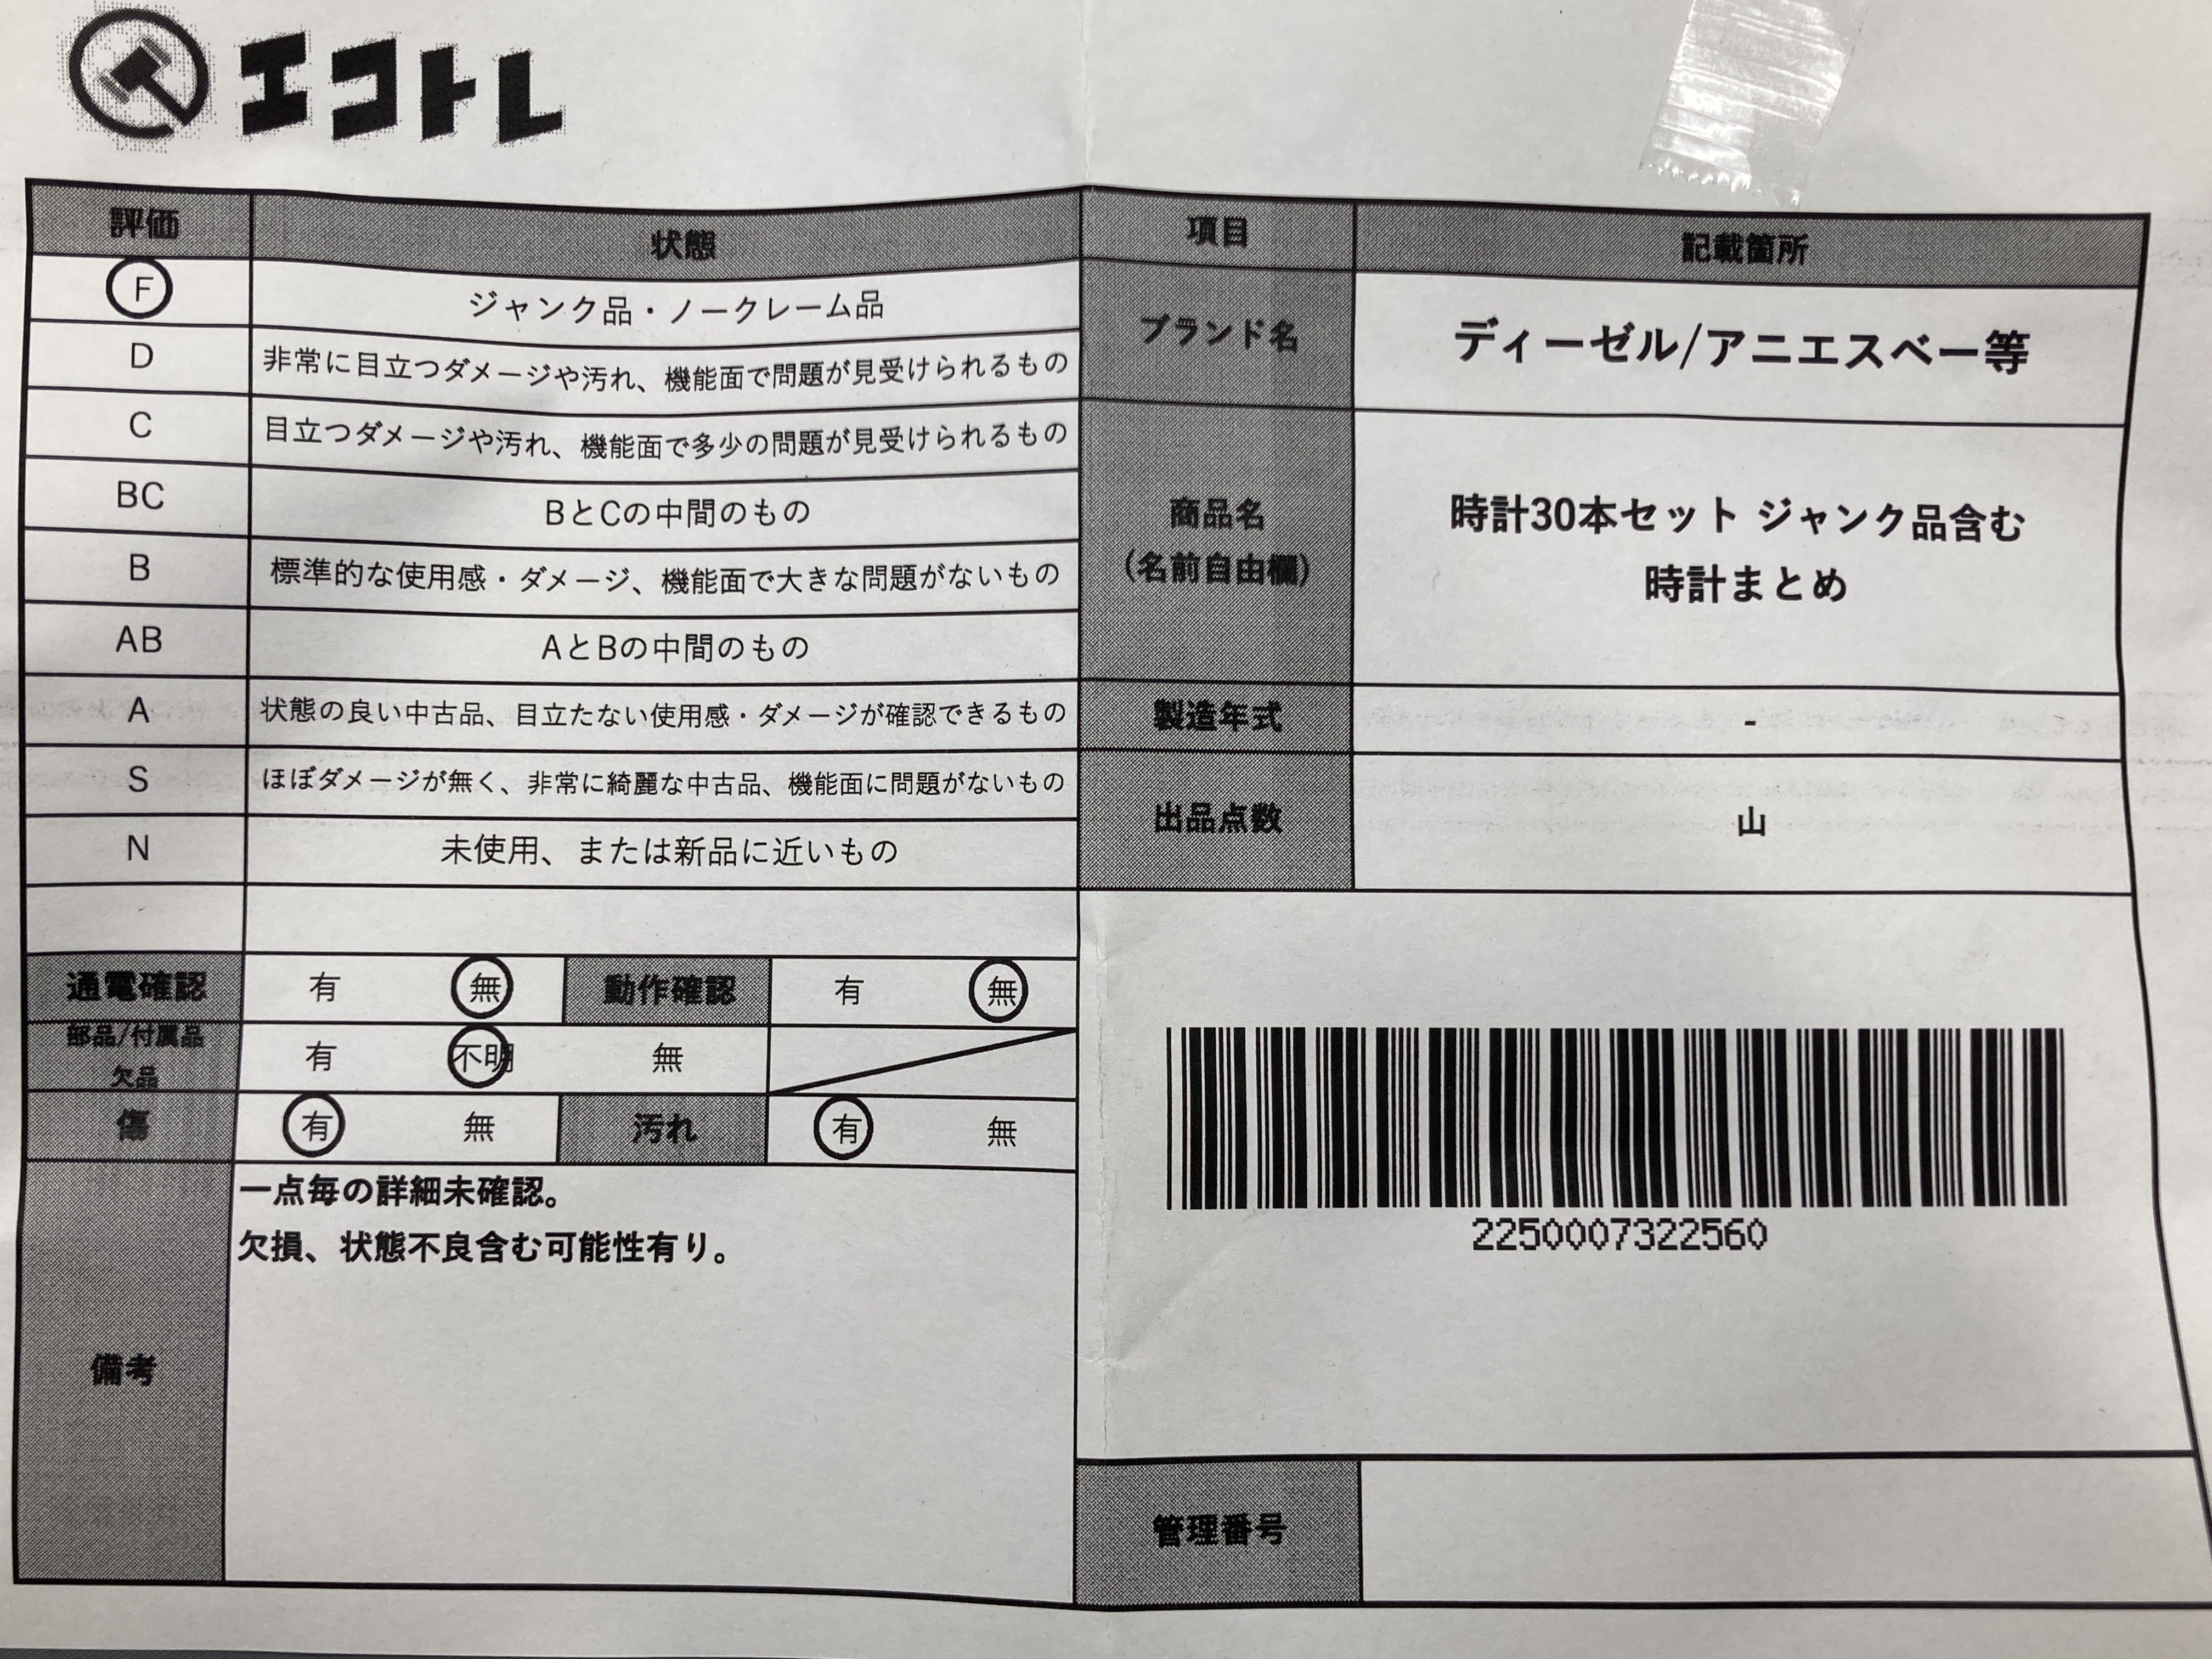 エコトレ
評価 状態
F ジャンク品・ノークレーム品
D 非常に目立つダメージや汚れ、機能面で問題が見受けられるもの
C 目立つダメージや汚れ、機能面で多少の問題が見受けられるもの
BC BとCの中間のもの
B 標準的な使用感・ダメージ、機能面で大きな問題がないもの
AB AとBの中間のもの
A 状態の良い中古品、目立たない使用感・ダメージが確認できるもの
S ほぼダメージが無く、非常に綺麗な中古品、機能面に問題がないもの
N 未使用、または新品に近いもの
通電確認 有 無 動作確認 有 無
部品/付属品
欠品 有 不明 無
傷 有 無 汚れ 有 無
備考
一点毎の詳細未確認。
欠損、状態不良含む可能性有り。
項目 記載箇所
ブランド名 ディーゼル/アニエスベー等
商品名
(名前自由欄)
時計30本セット ジャンク品含む
時計まとめ
製造年式 -
出品点数 山
2250007322560
管理番号